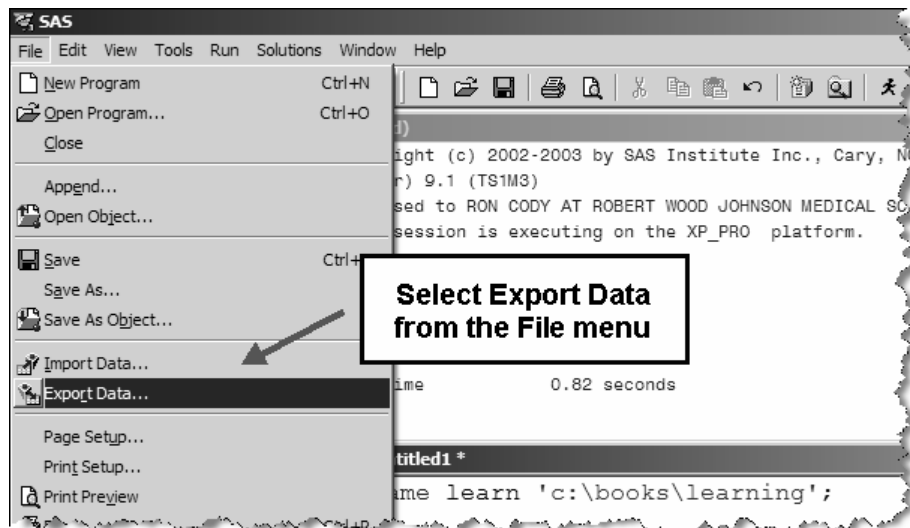 SAS
File Edit View Tools Run Solutions Window Help
New Program Ctrl+N
Open Program... Ctrl+O
Close
Append...
Open Object...
Save Ctrl+
Save As...
Save As Object...
Import Data...
Export Data...
Page Setup...
Print Setup...
Print Preview
ight (c) 2002-2003 by SAS Institute Inc., Cary,
r) 9.1 (TS1M3)
sed to RON CODY AT ROBERT WOOD JOHNSON MEDICAL
session is executing on the XP_PRO platform.
Select Export Data
from the File menu
ime 0.82 seconds
titled1 *
ame learn 'c:\books\learning';